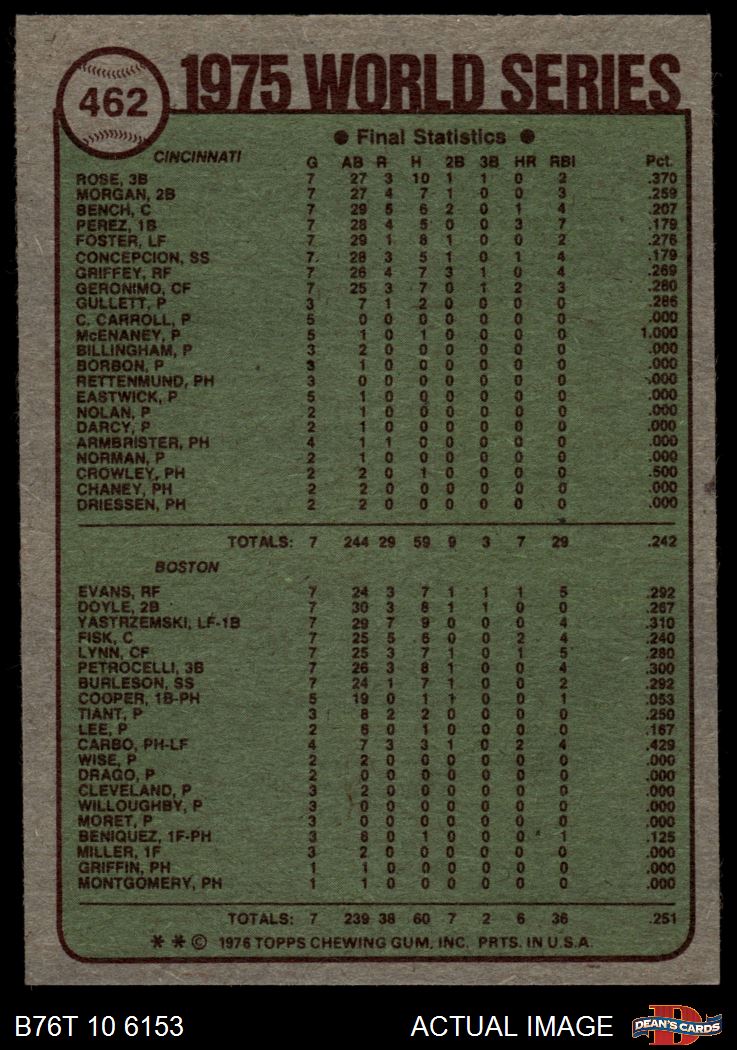 462
1975 WORLD SERIES
● Final Statistics ●
CINCINNATI G AB R H 2B 3B HR RBI Pct.
ROSE, 3B 7 27 3 10 1 1 0 2 .370
MORGAN, 2B 7 27 4 7 1 0 0 3 .259
BENCH, C 7 29 5 6 2 0 1 4 .207
PEREZ, 1B 7 28 4 5 0 0 3 7 .179
FOSTER, LF 7 29 1 8 1 0 0 2 .276
CONCEPCION, SS 7 28 3 5 1 0 1 4 .179
GRIFFEY, RF 7 26 4 7 3 1 0 4 .269
GERONIMO, CF 7 25 3 7 0 1 2 3 .280
GULLETT, P 3 7 1 2 0 0 0 0 .286
C. CARROLL, P 5 0 0 0 0 0 0 0 .000
McENANEY, P 5 1 0 1 0 0 0 0 1.000
BILLINGHAM, P 3 2 0 0 0 0 0 0 .000
BORBON, P 3 1 0 0 0 0 0 0 .000
RETTENMUND, PH 3 0 0 0 0 0 0 0 .000
EASTWICK, P 5 1 0 0 0 0 0 0 .000
NOLAN, P 2 1 0 0 0 0 0 0 .000
DARCY, P 2 1 0 0 0 0 0 0 .000
ARMBRISTER, PH 4 1 1 0 0 0 0 0 .000
NORMAN, P 2 1 0 0 0 0 0 0 .000
CROWLEY, PH 2 2 0 1 0 0 0 0 .500
CHANEY, PH 2 2 0 0 0 0 0 0 .000
DRIESSEN, PH 2 2 0 0 0 0 0 0 .000
TOTALS: 7 244 29 59 9 3 7 29 .242
BOSTON
EVANS, RF 7 24 3 7 1 1 1 5 .292
DOYLE, 2B 7 30 3 8 1 1 0 0 .267
YASTRZEMSKI, LF-1B 7 29 7 9 0 0 0 4 .310
FISK, C 7 25 5 6 0 0 2 4 .240
LYNN, CF 7 25 3 7 1 0 1 5 .280
PETROCELLI, 3B 7 26 3 8 1 0 0 4 .300
BURLESON, SS 7 24 1 7 1 0 0 2 .292
COOPER, 1B-PH 5 19 0 1 1 0 0 1 .053
TIANT, P 3 8 2 2 0 0 0 0 .250
LEE, P 2 6 0 1 0 0 0 0 .167
CARBO, PH-LF 4 7 3 3 1 0 2 4 .429
WISE, P 2 2 0 0 0 0 0 0 .000
DRAGO, P 2 0 0 0 0 0 0 0 .000
CLEVELAND, P 3 2 0 0 0 0 0 0 .000
WILLOUGHBY, P 3 0 0 0 0 0 0 0 .000
MORET, P 3 0 0 0 0 0 0 0 .000
BENIQUEZ, 1F-PH 3 8 0 1 0 0 0 1 .125
MILLER, 1F 3 2 0 0 0 0 0 0 .000
GRIFFIN, PH 1 1 0 0 0 0 0 0 .000
MONTGOMERY, PH 1 1 0 0 0 0 0 0 .000
TOTALS: 7 239 38 60 7 2 6 36 .251
* * © 1976 TOPPS CHEWING GUM, INC. PRTS. IN U.S.A.
B76T 10 6153 ACTUAL IMAGE DEAN'S CARDS